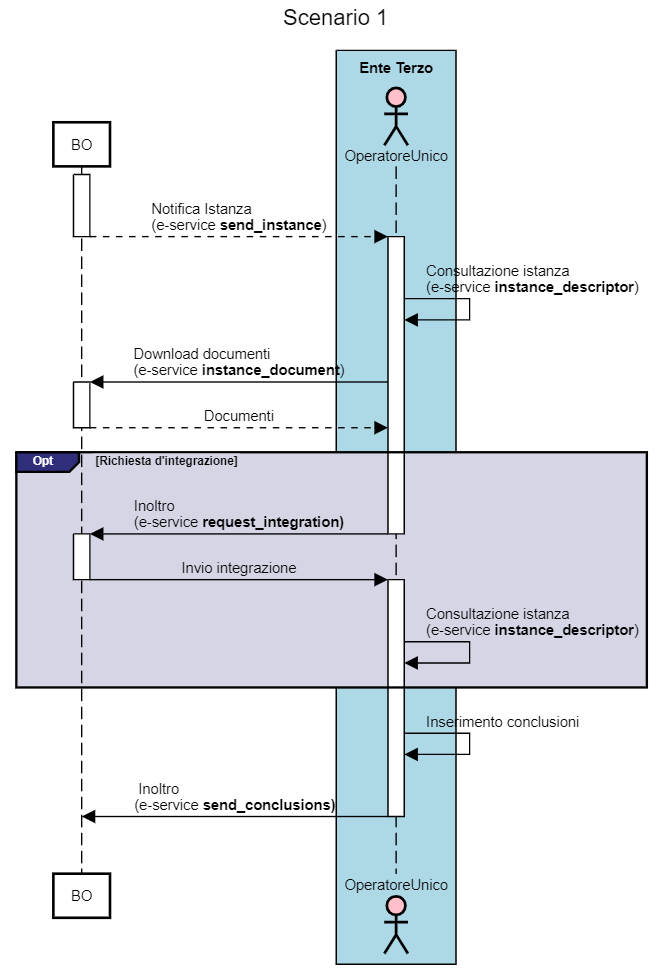 Scenario 1
Ente Terzo
BO
OperatoreUnico
Notifica Istanza
(e-service send_instance)
Consultazione istanza
(e-service instance_descriptor)
Download documenti
(e-service instance_document)
Documenti
Opt
[Richiesta d'integrazione]
Inoltro
(e-service request_integration)
Invio integrazione
Consultazione istanza
(e-service instance_descriptor)
Inserimento conclusioni
Inoltro
(e-service send_conclusions)
OperatoreUnico
BO